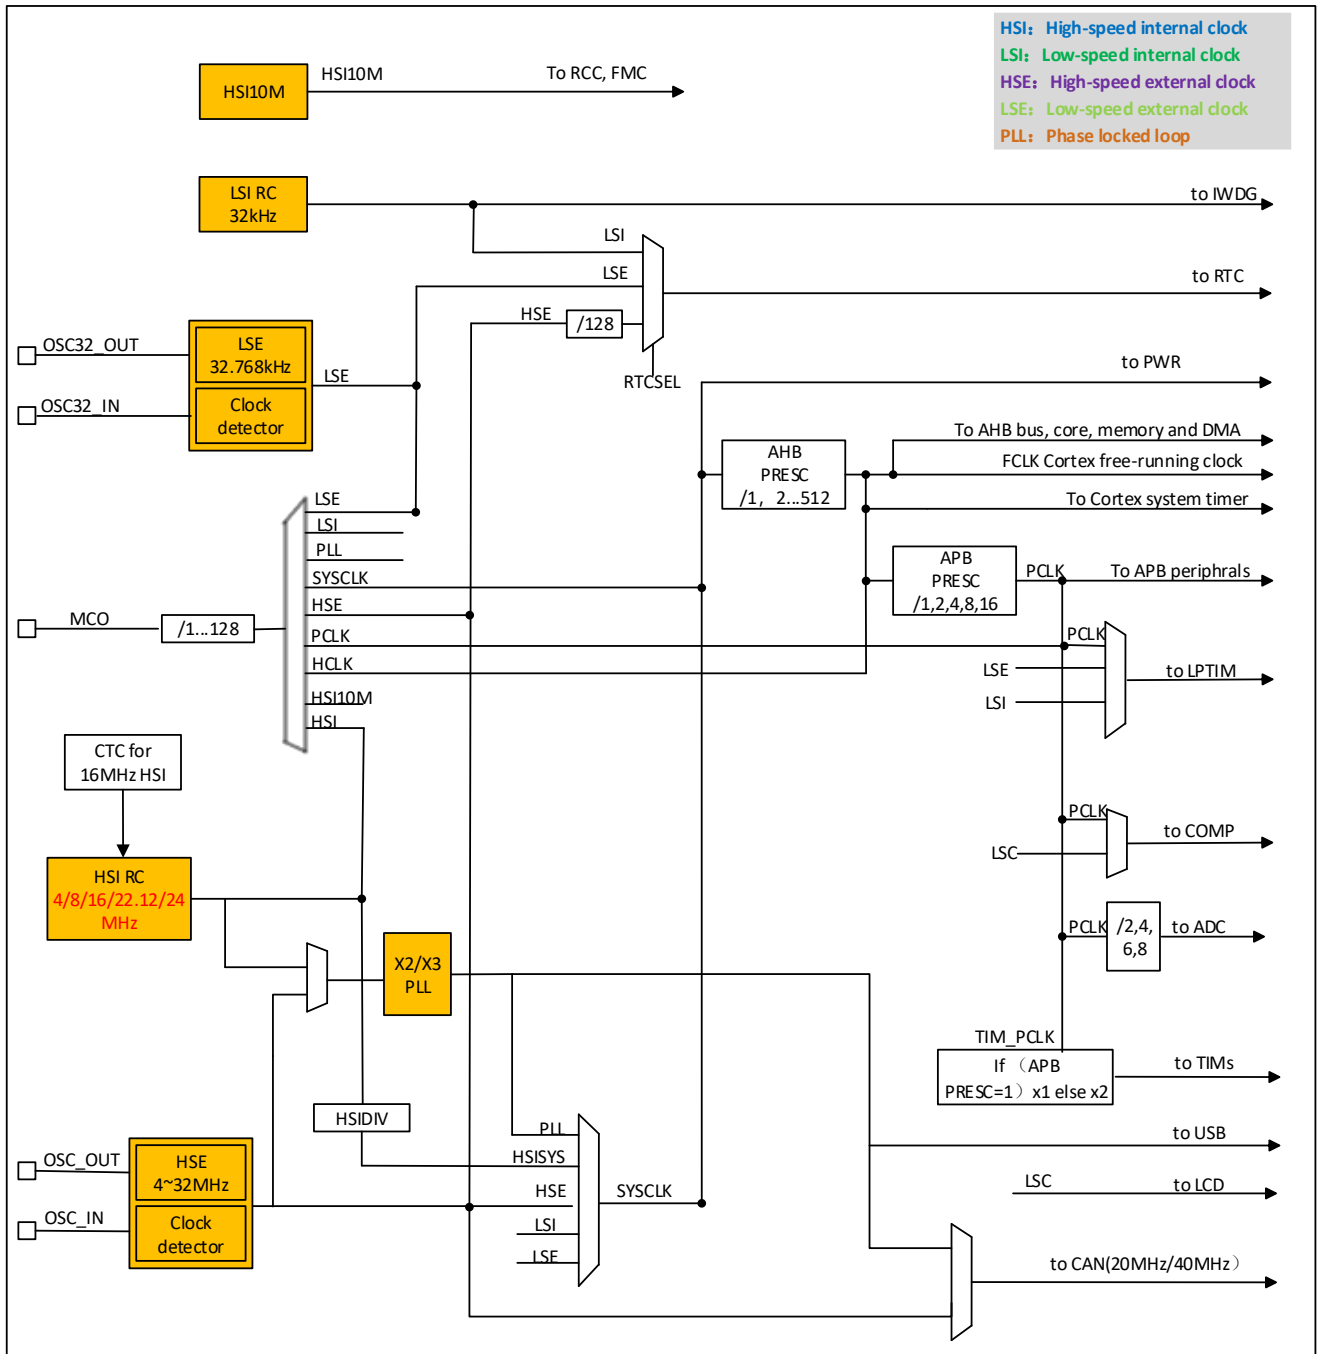 HSI: High-speed internal clock
LSI: Low-speed internal clock
HSE: High-speed external clock
LSE: Low-speed external clock
PLL: Phase locked loop
HSI10M
HSI10M
To RCC, FMC
LSI RC
32kHz
to IWDG
LSI
LSE
HSE
/128
to RTC
RTCSEL
OSC32_OUT
OSC32_IN
LSE
32.768kHz
Clock
detector
LSE
to PWR
To AHB bus, core, memory and DMA
FCLK Cortex free-running clock
To Cortex system timer
AHB
PRESC
/1, 2...512
APB
PRESC
/1,2,4,8,16
PCLK
To APB periphrals
LSE
LSI
PLL
SYSCLK
HSE
PCLK
HCLK
HSI10M
HSI
MCO
/1...128
PCLK
LSE
LSI
to LPTIM
CTC for
16MHz HSI
HSI RC
4/8/16/22.12/24
MHz
PCLK
LSC
to COMP
PCLK
/2,4,
6,8
to ADC
X2/X3
PLL
TIM_PCLK
If （APB
PRESC=1）x1 else x2
to TIMs
HSIDIV
PLL
HSISYS
HSE
LSI
LSE
SYSCLK
to USB
LSC
to LCD
OSC_OUT
OSC_IN
HSE
4~32MHz
Clock
detector
to CAN(20MHz/40MHz）